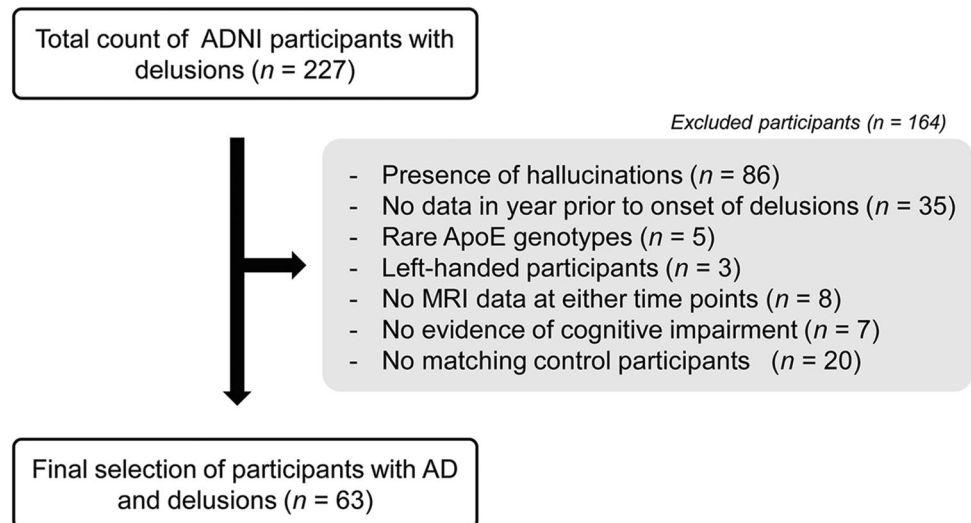 Total count of ADNI participants with
delusions (n = 227)
Excluded participants (n = 164)
- Presence of hallucinations (n = 86)
- No data in year prior to onset of delusions (n = 35)
- Rare ApoE genotypes (n = 5)
- Left-handed participants (n = 3)
- No MRI data at either time points (n = 8)
- No evidence of cognitive impairment (n = 7)
- No matching control participants (n = 20)
Final selection of participants with AD
and delusions (n = 63)